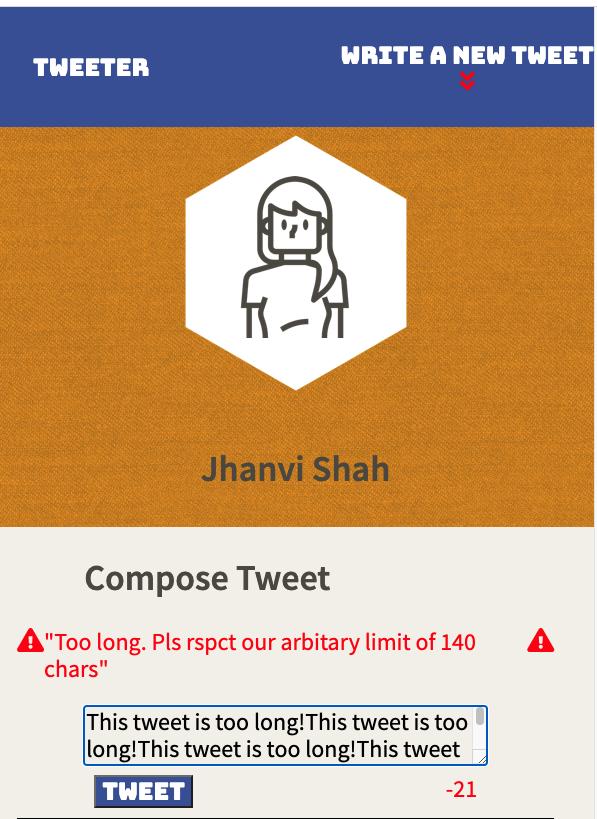 TWEETER
WRITE A NEW TWEET
Jhanvi Shah
Compose Tweet
"Too long. Pls rspct our arbitary limit of 140
chars"
This tweet is too long!This tweet is too
long!This tweet is too long!This tweet
TWEET
-21